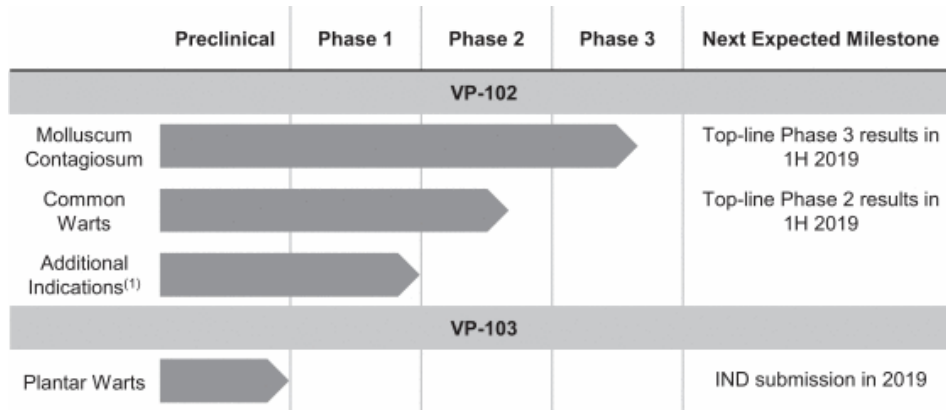 Preclinical Phase 1 Phase 2 Phase 3 Next Expected Milestone
VP-102
Molluscum
Contagiosum
Top-line Phase 3 results in
1H 2019
Common
Warts
Top-line Phase 2 results in
1H 2019
Additional
Indications(1)
VP-103
Plantar Warts IND submission in 2019